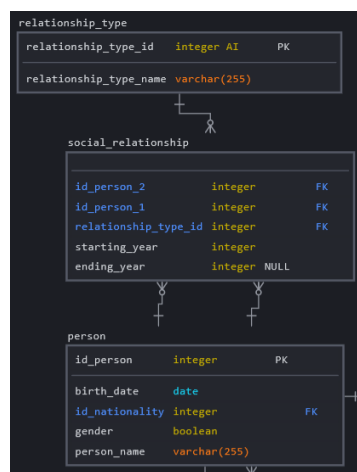 relationship_type
relationship_type_id integer AI PK
relationship_type_name varchar(255)
social_relationship
id_person_2 integer FK
id_person_1 integer FK
relationship_type_id integer FK
starting_year integer
ending_year integer NULL
person
id_person integer PK
birth_date date
id_nationality integer FK
gender boolean
person_name varchar(255)